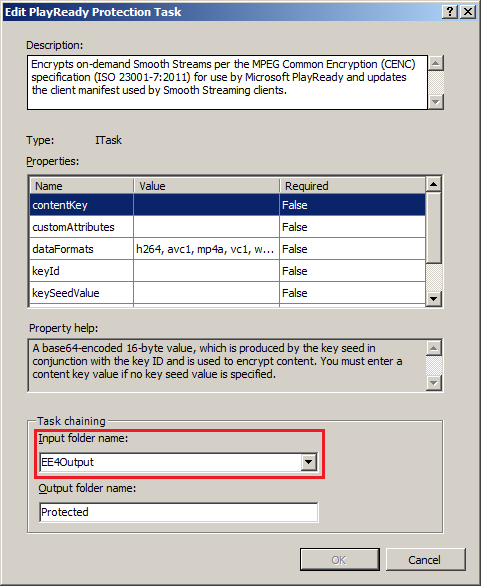 Edit PlayReady Protection Task
Description:
Encrypts on-demand Smooth Streams per the MPEG Common Encryption (CENC)
specification (ISO 23001-7:2011) for use by Microsoft PlayReady and updates
the client manifest used by Smooth Streaming clients.
Type: ITask
Properties:
Name Value Required
contentKey False
customAttributes False
dataFormats h264, avc1, mp4a, vc1, w... False
keyId False
keySeedValue False
Property help:
A base64-encoded 16-byte value, which is produced by the key seed in
conjunction with the key ID and is used to encrypt content. You must enter a
content key value if no key seed value is specified.
Task chaining
Input folder name:
EE4Output
Output folder name:
Protected
OK Cancel